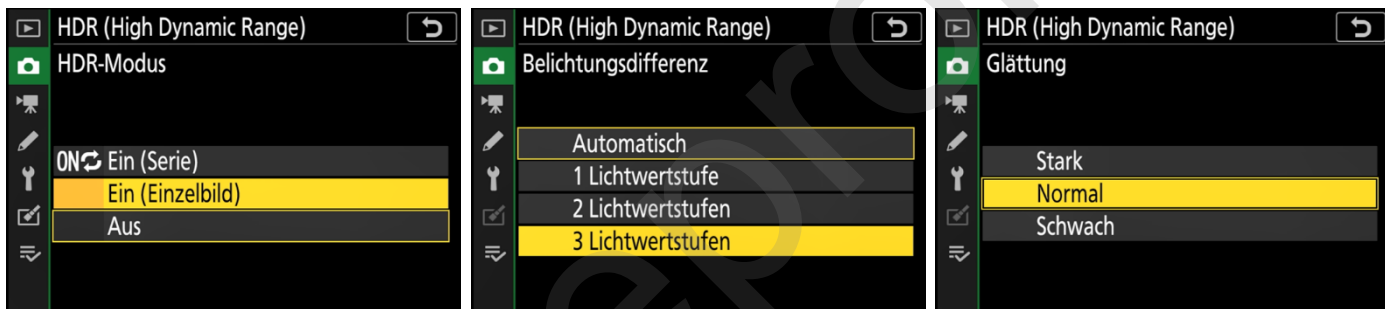 HDR (High Dynamic Range)
HDR-Modus
ON Ein (Serie)
Ein (Einzelbild)
Aus
HDR (High Dynamic Range)
Belichtungsdifferenz
Automatisch
1 Lichtwertstufe
2 Lichtwertstufen
3 Lichtwertstufen
HDR (High Dynamic Range)
Glättung
Stark
Normal
Schwach